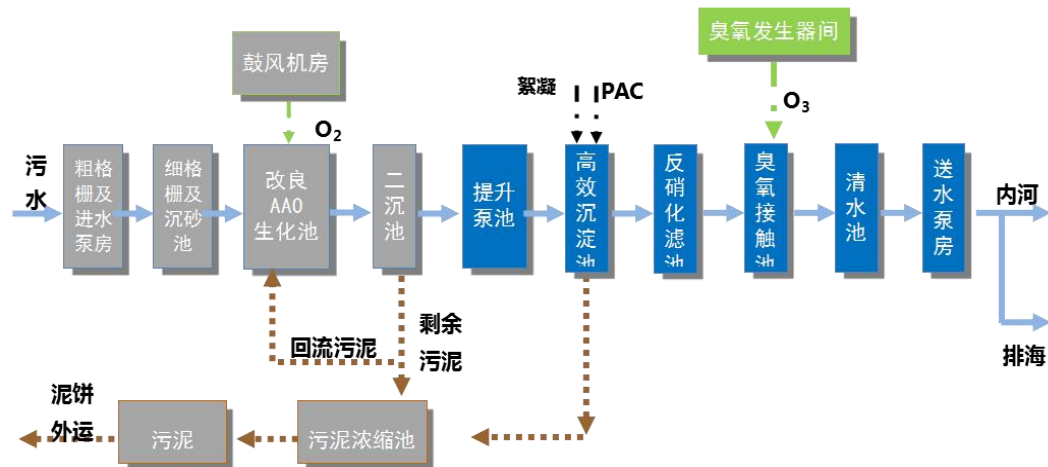 臭氧发生器间
鼓风机房
絮凝
PAC
O3
O2
污
水
粗格
栅及
进水
泵房
细格
栅及
沉砂
池
改良
AAO
生化池
二
沉
池
提升
泵池
高
效
沉
淀
池
反
硝
化
滤
池
臭
氧
接
触
池
清
水
池
送
水
泵
房
内河
排海
回流污泥
剩余
污泥
泥饼
外运
污泥
污泥浓缩池